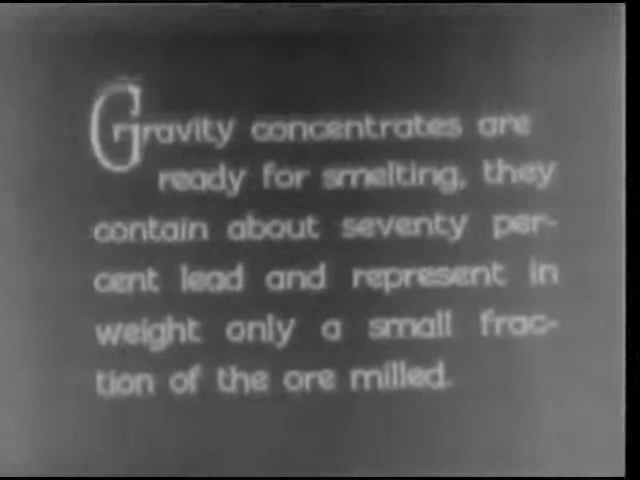 Gravity concentrates are
ready for smelting, they
contain about seventy per-
cent lead and represent in
weight only a small frac-
tion of the ore milled.